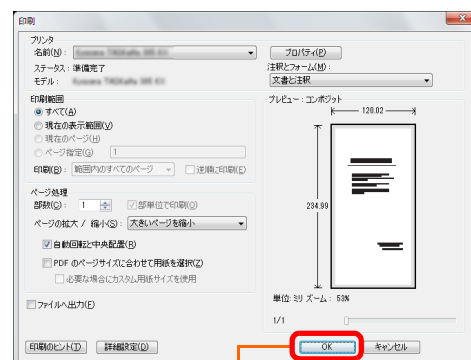 印刷
プリンタ
名前(N):
プロパティ(P)
ステータス: 準備完了
注釈とフォーム(M):
モデル:
文書と注釈
印刷範囲
すべて(A)
現在の表示範囲(V)
現在のページ(H)
ページ指定(G) 1
印刷(B): 範囲内のすべてのページ 逆順に印刷(E)
ページ処理
部数(C): 1 部単位で印刷(O)
ページの拡大 / 縮小(S): 大きいページを縮小
自動回転と中央配置(R)
PDF のページサイズに合わせて用紙を選択(Z)
必要な場合にカスタム用紙サイズを使用
ファイルへ出力(F)
プレビュー: コンポジット
120.02
234.99
単位: ミリ ズーム: 53%
1/1
印刷のヒント(T) 詳細設定(D) OK キャンセル